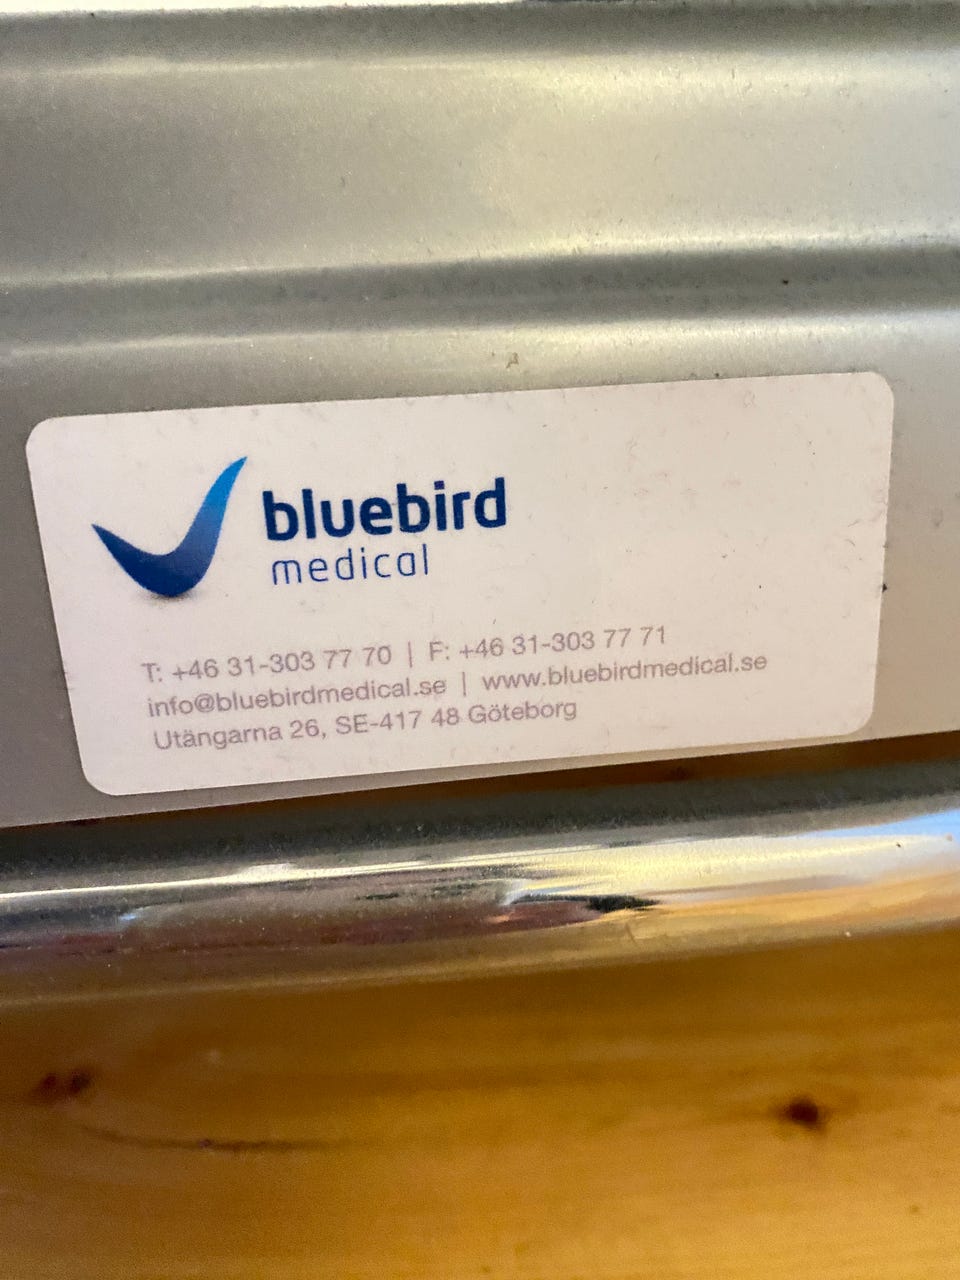 bluebird
medical
T: +46 31-303 77 70 | F: +46 31-303 77 71
info@bluebirdmedical.se | www.bluebirdmedical.se
Utängarna 26, SE-417 48 Göteborg